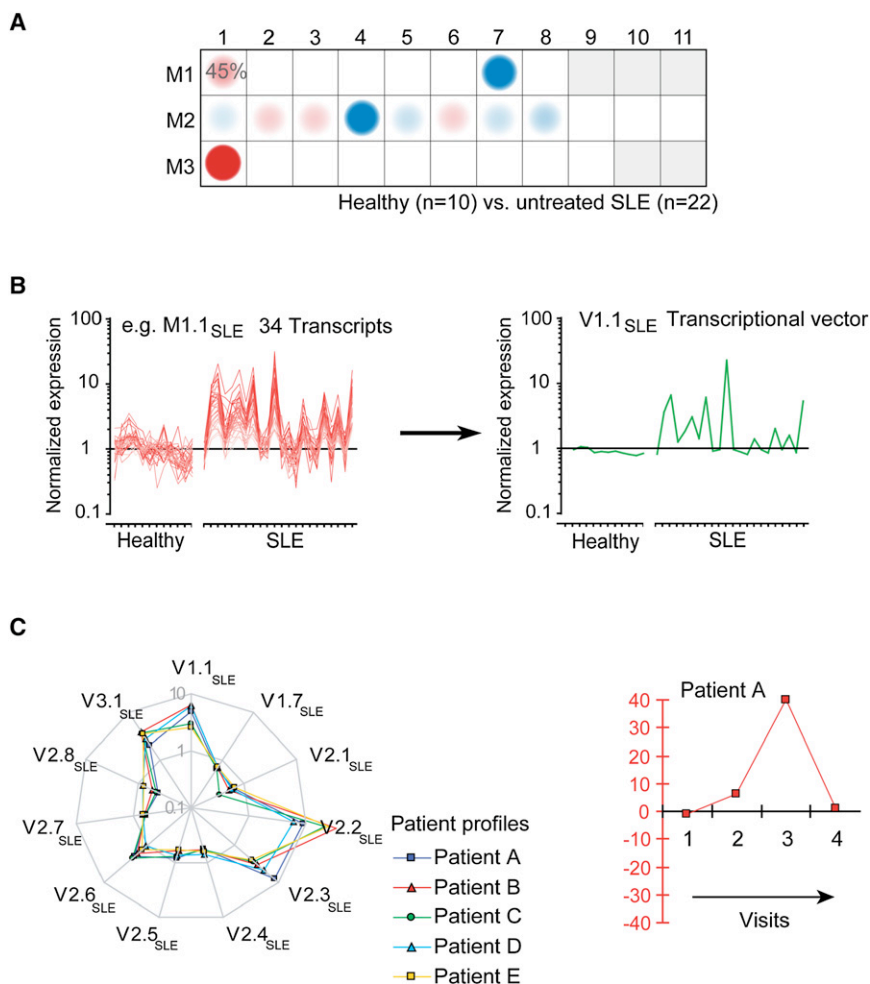 A
1 2 3 4 5 6 7 8 9 10 11
M1
45%
M2
M3
Healthy (n=10) vs. untreated SLE (n=22)
B
Normalized expression
100
10
1
0.1
e.g. M1.1SLE 34 Transcripts
Healthy SLE
Normalized expression
100
10
1
0.1
V1.1SLE Transcriptional vector
Healthy SLE
C
V1.1SLE
V1.7SLE
V2.1SLE
V2.2SLE
V2.3SLE
V2.4SLE
V2.5SLE
V2.6SLE
V2.7SLE
V2.8SLE
V3.1SLE
10
1
0.1
Patient profiles
Patient A
Patient B
Patient C
Patient D
Patient E
Patient A
40
30
20
10
0
-10
-20
-30
-40
1 2 3 4
Visits